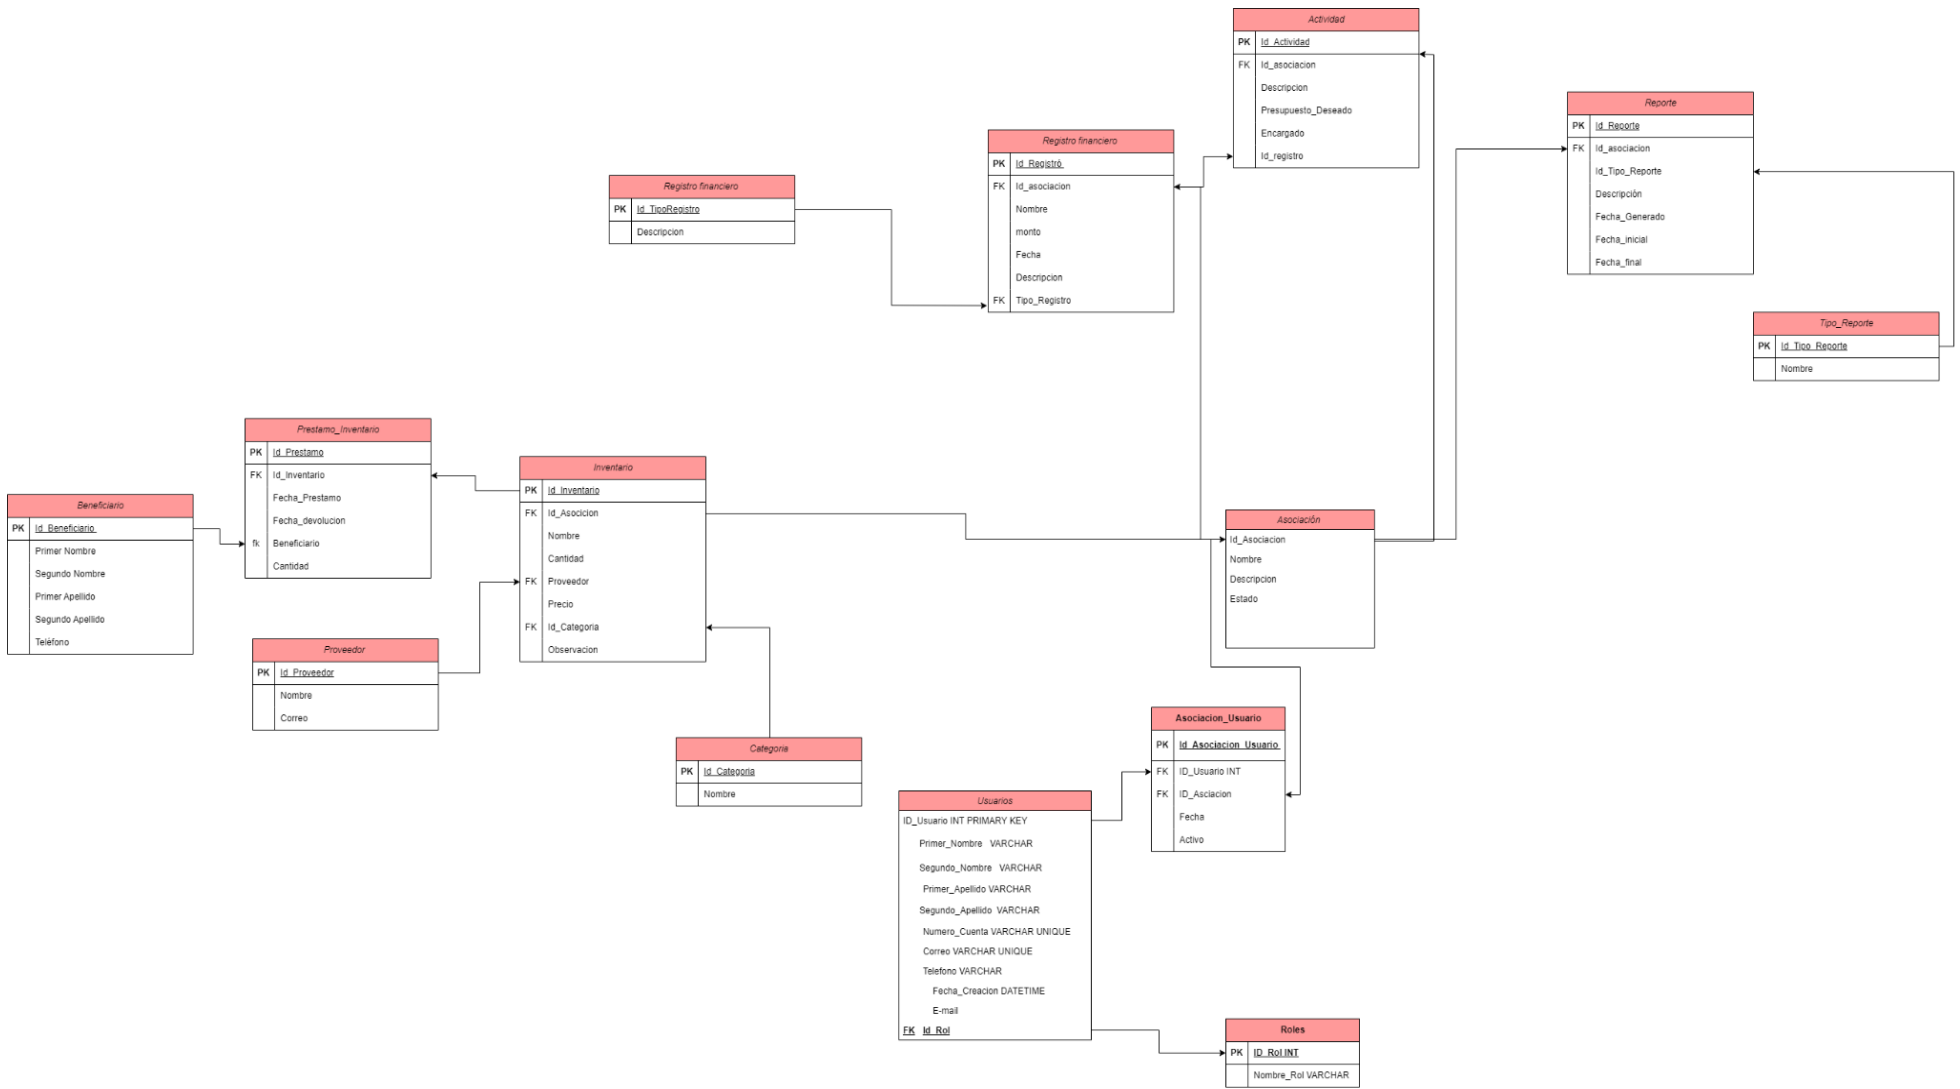 Actividad
PK Id_Actividad
FK Id_asociacion
Descripcion
Presupuesto_Deseado
Encargado
Id_registro
Reporte
PK Id_Reporte
FK Id_asociacion
Id_Tipo_Reporte
Descripción
Fecha_Generado
Fecha_inicial
Fecha_final
Registro financiero
PK Id_Registró
FK Id_asociacion
Nombre
monto
Fecha
Descripcion
FK Tipo_Registro
Registro financiero
PK Id_TipoRegistro
Descripcion
Tipo_Reporte
PK Id_Tipo_Reporte
Nombre
Prestamo_Inventario
PK Id_Prestamo
FK Id_Inventario
Fecha_Prestamo
Fecha_devolucion
fk Beneficiario
Cantidad
Inventario
PK Id_Inventario
FK Id_Asocicion
Nombre
Cantidad
FK Proveedor
Precio
FK Id_Categoria
Observacion
Beneficiario
PK Id_Beneficiario
Primer Nombre
Segundo Nombre
Primer Apellido
Segundo Apellido
Teléfono
Asociación
Id_Asociacion
Nombre
Descripcion
Estado
Proveedor
PK Id_Proveedor
Nombre
Correo
Categoria
PK Id_Categoria
Nombre
Asociacion_Usuario
PK Id_Asociacion_Usuario
FK ID_Usuario INT
FK ID_Asciacion
Fecha
Activo
Usuarios
ID_Usuario INT PRIMARY KEY
Primer_Nombre VARCHAR
Segundo_Nombre VARCHAR
Primer_Apellido VARCHAR
Segundo_Apellido VARCHAR
Numero_Cuenta VARCHAR UNIQUE
Correo VARCHAR UNIQUE
Telefono VARCHAR
Fecha_Creacion DATETIME
E-mail
FK Id_Rol
Roles
PK ID_Rol INT
Nombre_Rol VARCHAR